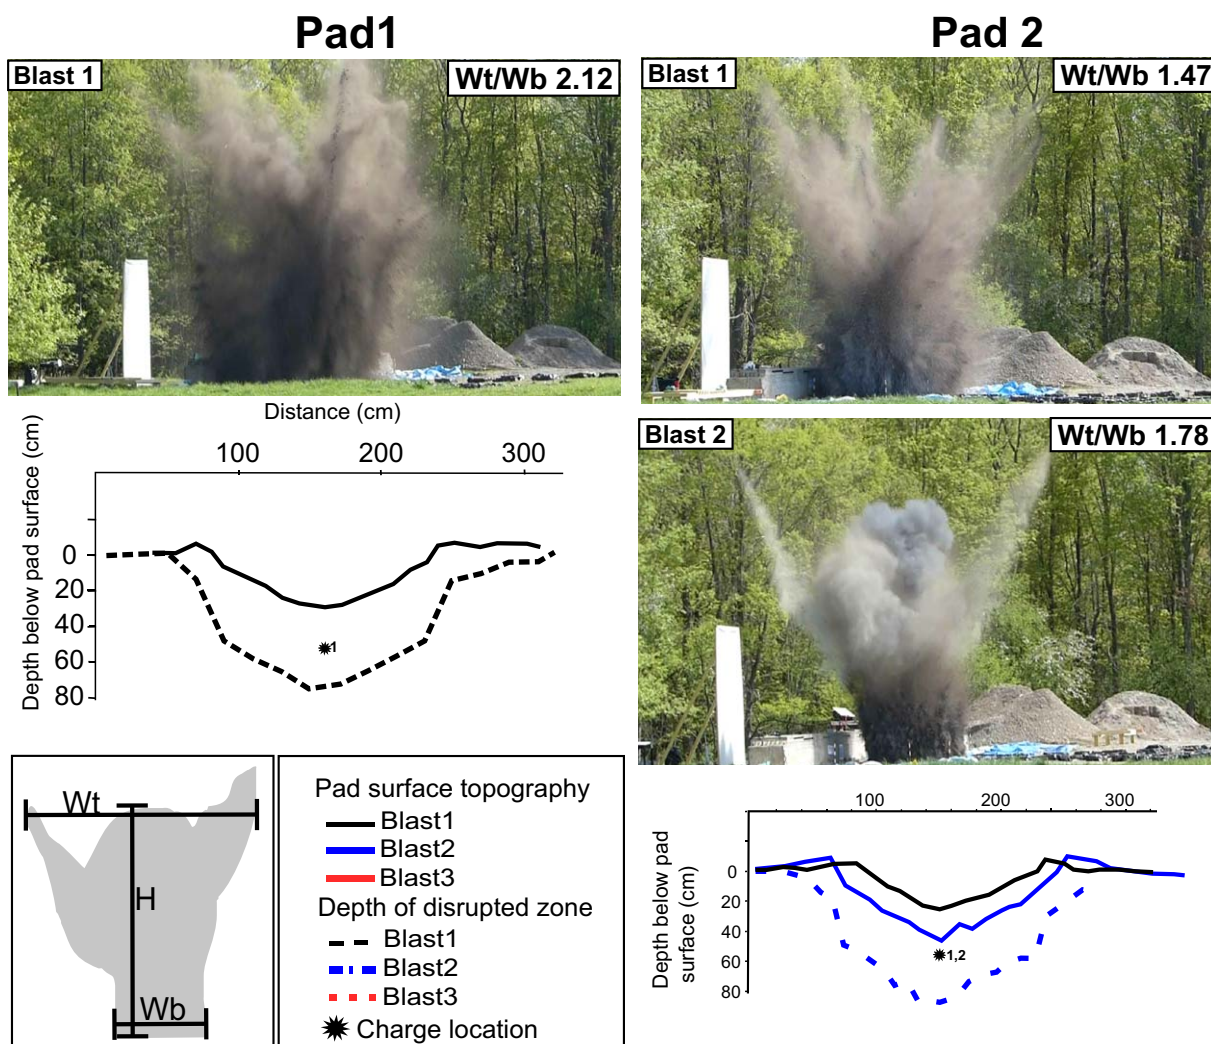 Pad1
Pad 2
Blast 1
Wt/Wb 2.12
Blast 1
Wt/Wb 1.47
Distance (cm)
100
200
300
Depth below pad surface (cm)
0
20
40
60
80
1
Blast 2
Wt/Wb 1.78
Wt
H
Wb
Pad surface topography
Blast1
Blast2
Blast3
Depth of disrupted zone
Blast1
Blast2
Blast3
Charge location
100
200
300
Depth below pad
surface (cm)
0
20
40
60
80
1,2